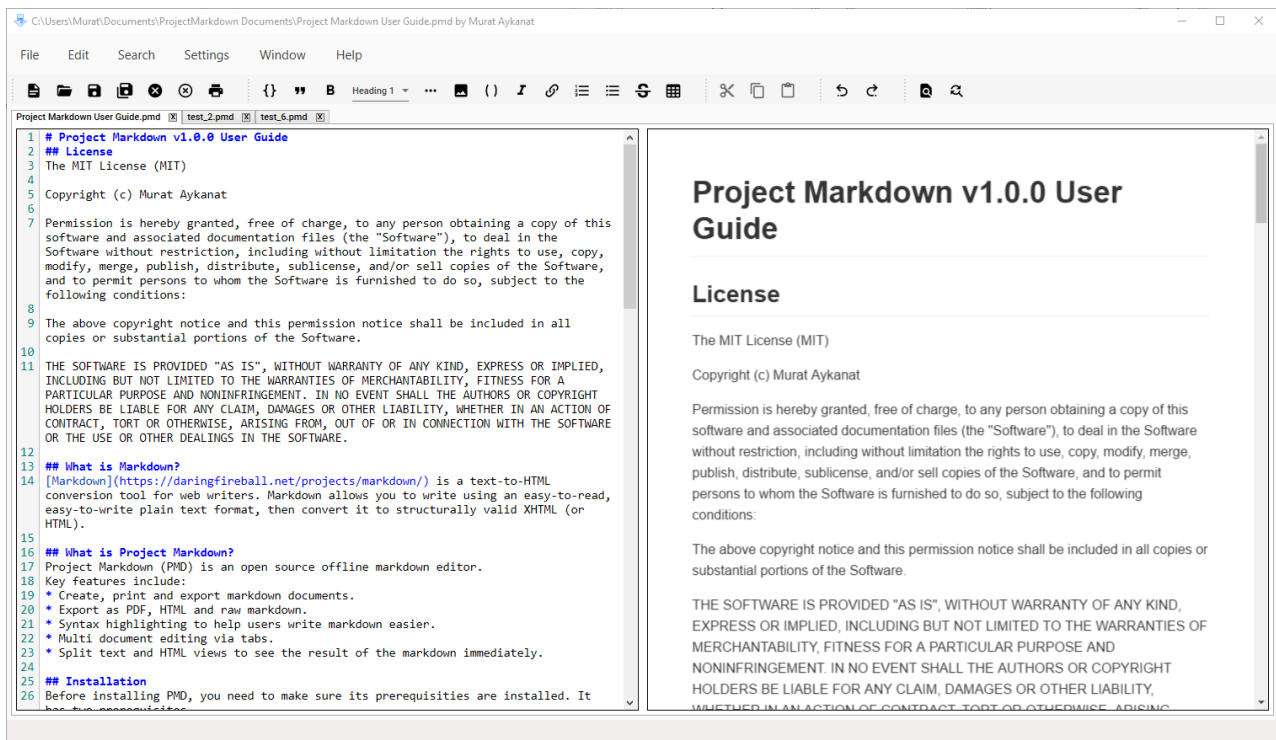 C:\Users\Murat\Documents\ProjectMarkdown Documents\Project Markdown User Guide.pmd by Murat Aykanat
File Edit Search Settings Window Help
{} B Heading 1 ... () I S
Project Markdown User Guide.pmd X test_2.pmd X test_6.pmd X
1 # Project Markdown v1.0.0 User Guide
2 ## License
3 The MIT License (MIT)
4
5 Copyright (c) Murat Aykanat
6
7 Permission is hereby granted, free of charge, to any person obtaining a copy of this
software and associated documentation files (the "Software"), to deal in the
Software without restriction, including without limitation the rights to use, copy,
modify, merge, publish, distribute, sublicense, and/or sell copies of the Software,
and to permit persons to whom the Software is furnished to do so, subject to the
following conditions:
8
9 The above copyright notice and this permission notice shall be included in all
copies or substantial portions of the Software.
10
11 THE SOFTWARE IS PROVIDED "AS IS", WITHOUT WARRANTY OF ANY KIND, EXPRESS OR IMPLIED,
INCLUDING BUT NOT LIMITED TO THE WARRANTIES OF MERCHANTABILITY, FITNESS FOR A
PARTICULAR PURPOSE AND NONINFRINGEMENT. IN NO EVENT SHALL THE AUTHORS OR COPYRIGHT
HOLDERS BE LIABLE FOR ANY CLAIM, DAMAGES OR OTHER LIABILITY, WHETHER IN AN ACTION OF
CONTRACT, TORT OR OTHERWISE, ARISING FROM, OUT OF OR IN CONNECTION WITH THE SOFTWARE
OR THE USE OR OTHER DEALINGS IN THE SOFTWARE.
12
13 ## What is Markdown?
14 [Markdown](https://daringfireball.net/projects/markdown/) is a text-to-HTML
conversion tool for web writers. Markdown allows you to write using an easy-to-read,
easy-to-write plain text format, then convert it to structurally valid XHTML (or
HTML).
15
16 ## What is Project Markdown?
17 Project Markdown (PMD) is an open source offline markdown editor.
18 Key features include:
19 * Create, print and export markdown documents.
20 * Export as PDF, HTML and raw markdown.
21 * Syntax highlighting to help users write markdown easier.
22 * Multi document editing via tabs.
23 * Split text and HTML views to see the result of the markdown immediately.
24
25 ## Installation
26 Before installing PMD, you need to make sure its prerequisities are installed. It
has two prerequisites
Project Markdown v1.0.0 User
Guide
License
The MIT License (MIT)
Copyright (c) Murat Aykanat
Permission is hereby granted, free of charge, to any person obtaining a copy of this
software and associated documentation files (the "Software"), to deal in the Software
without restriction, including without limitation the rights to use, copy, modify, merge,
publish, distribute, sublicense, and/or sell copies of the Software, and to permit
persons to whom the Software is furnished to do so, subject to the following
conditions:
The above copyright notice and this permission notice shall be included in all copies or
substantial portions of the Software.
THE SOFTWARE IS PROVIDED "AS IS", WITHOUT WARRANTY OF ANY KIND,
EXPRESS OR IMPLIED, INCLUDING BUT NOT LIMITED TO THE WARRANTIES OF
MERCHANTABILITY, FITNESS FOR A PARTICULAR PURPOSE AND
NONINFRINGEMENT. IN NO EVENT SHALL THE AUTHORS OR COPYRIGHT
HOLDERS BE LIABLE FOR ANY CLAIM, DAMAGES OR OTHER LIABILITY,
WHETHER IN AN ACTION OF CONTRACT, TORT OR OTHERWISE, ARISING